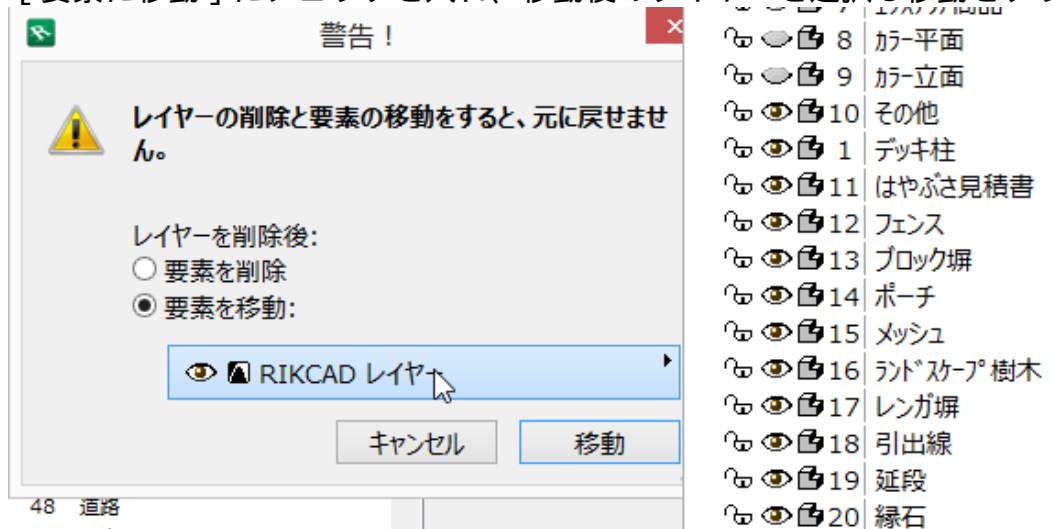 警告！
レイヤーの削除と要素の移動をすると、元に戻せませ
ん。
レイヤーを削除後：
要素を削除
要素を移動：
RIKCAD レイヤー
キャンセル
移動
48 道路
8 カラー平面
9 カラー立面
10 その他
1 デッキ柱
11 はやぶさ見積書
12 フェンス
13 ブロック塀
14 ポーチ
15 メッシュ
16 ランドスケープ樹木
17 レンガ塀
18 引出線
19 延段
20 縁石